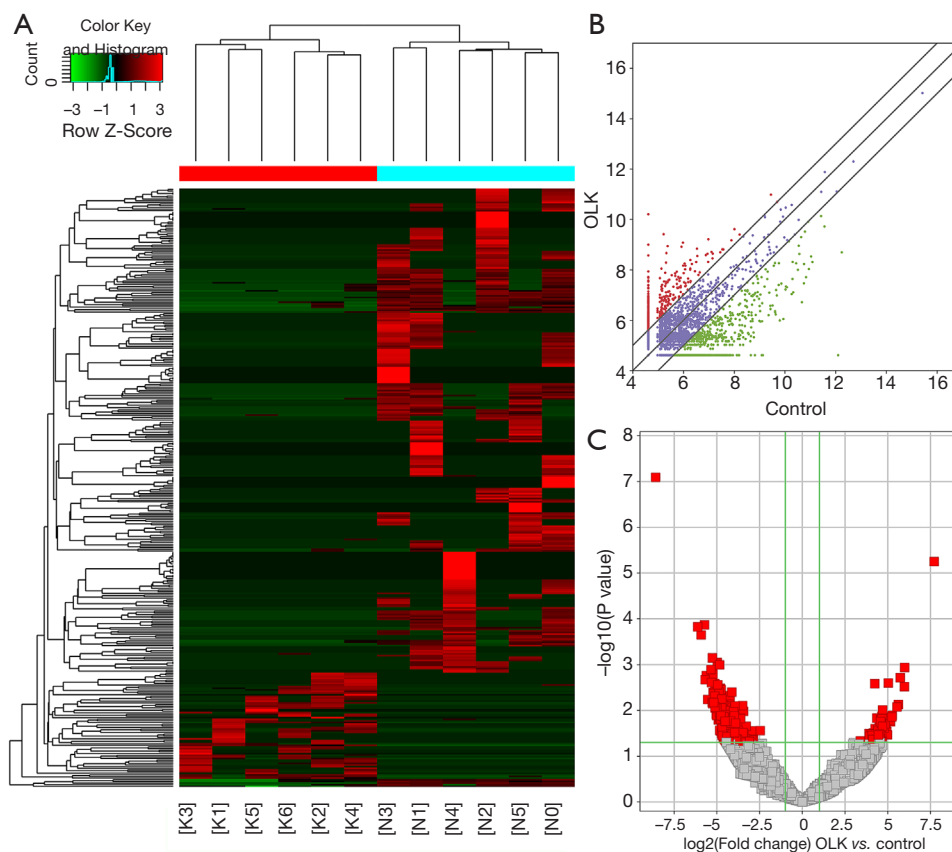 A
Color Key
and Histogram
Count
0
−3 −1 1 3
Row Z-Score
[K3] [K1] [K5] [K6] [K2] [K4] [N3] [N1] [N4] [N2] [N5] [N0]
B
16
14
12
10
8
6
4
OLK
4 6 8 10 12 14 16
Control
C
8
7
6
5
4
3
2
1
0
−log10(P value)
−7.5 −5 −2.5 0 2.5 5 7.5
log2(Fold change) OLK vs. control